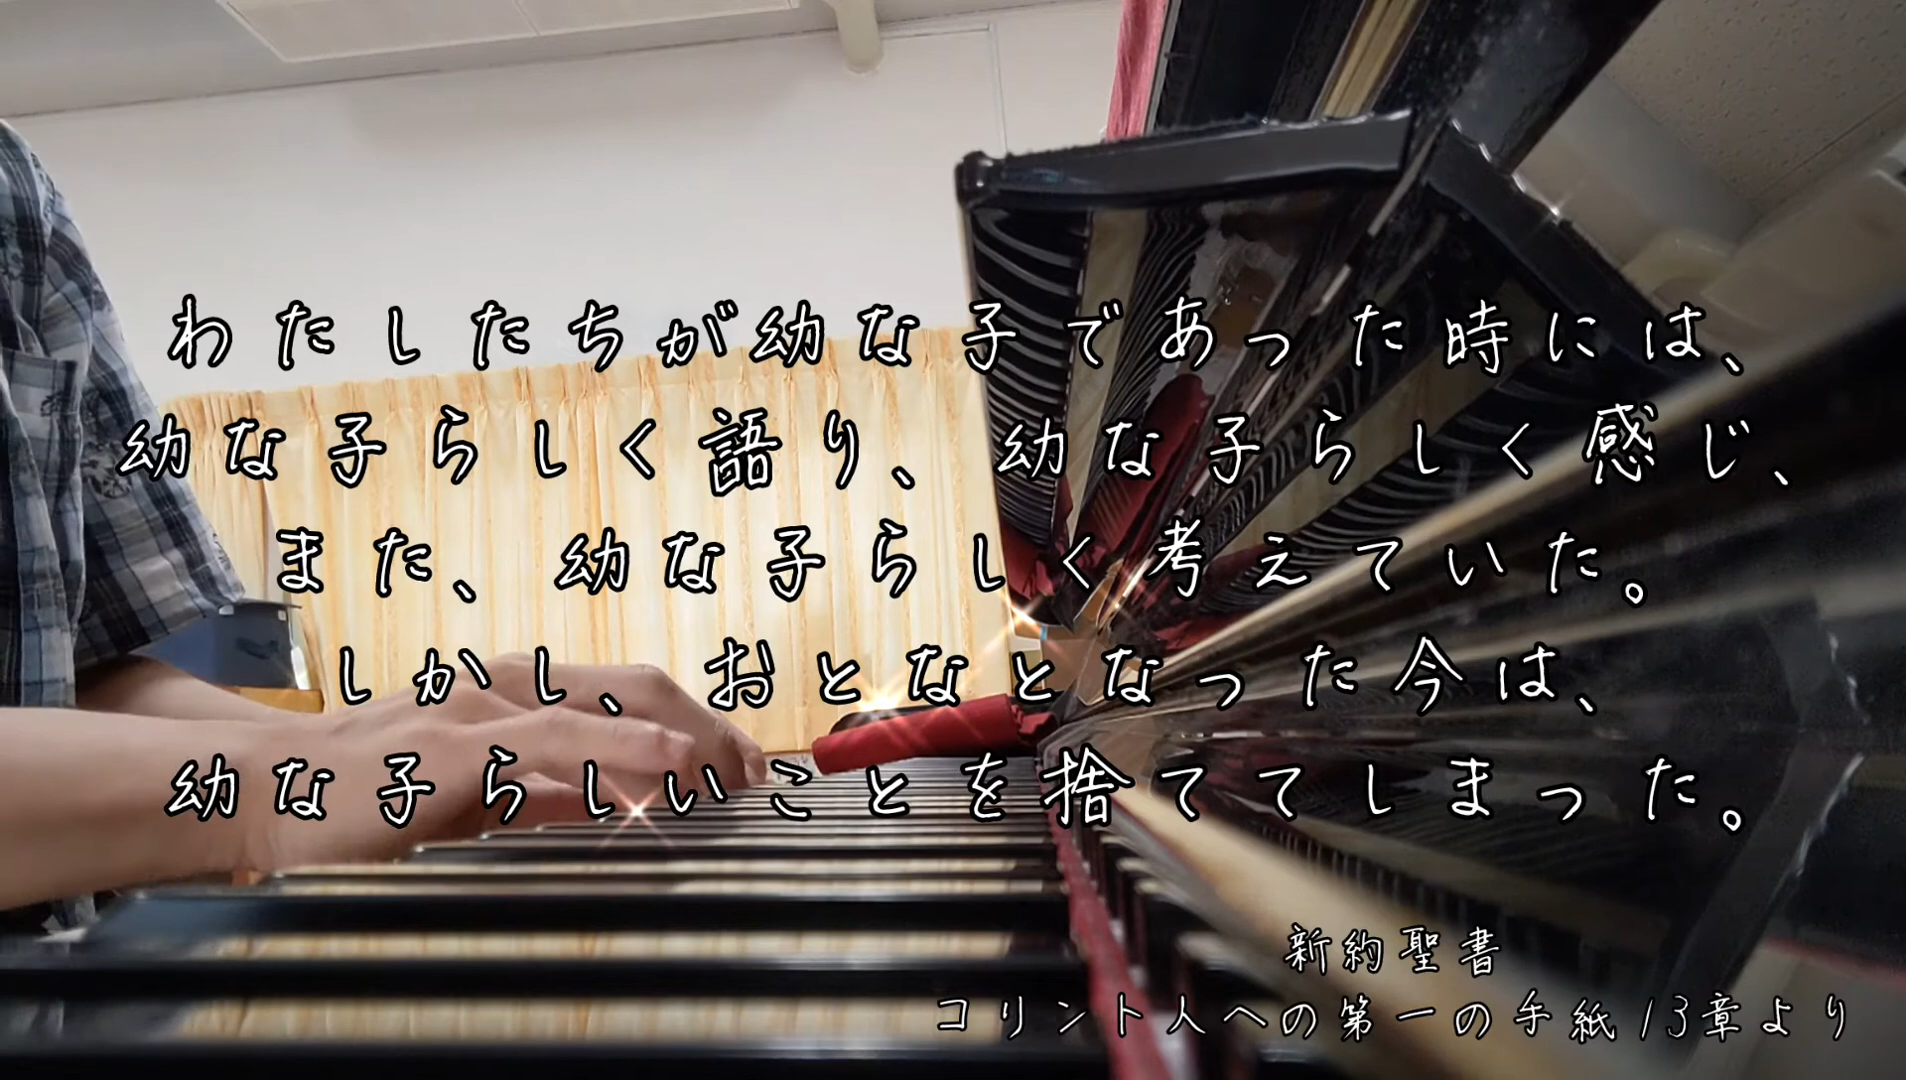 わたしたちが幼な子であった時には、
幼な子らしく語り、幼な子らしく感じ、
また、幼な子らしく考えていた。
しかし、おとなとなった今は、
幼な子らしいことを捨ててしまった。
新約聖書
コリント人への第一の手紙13章より